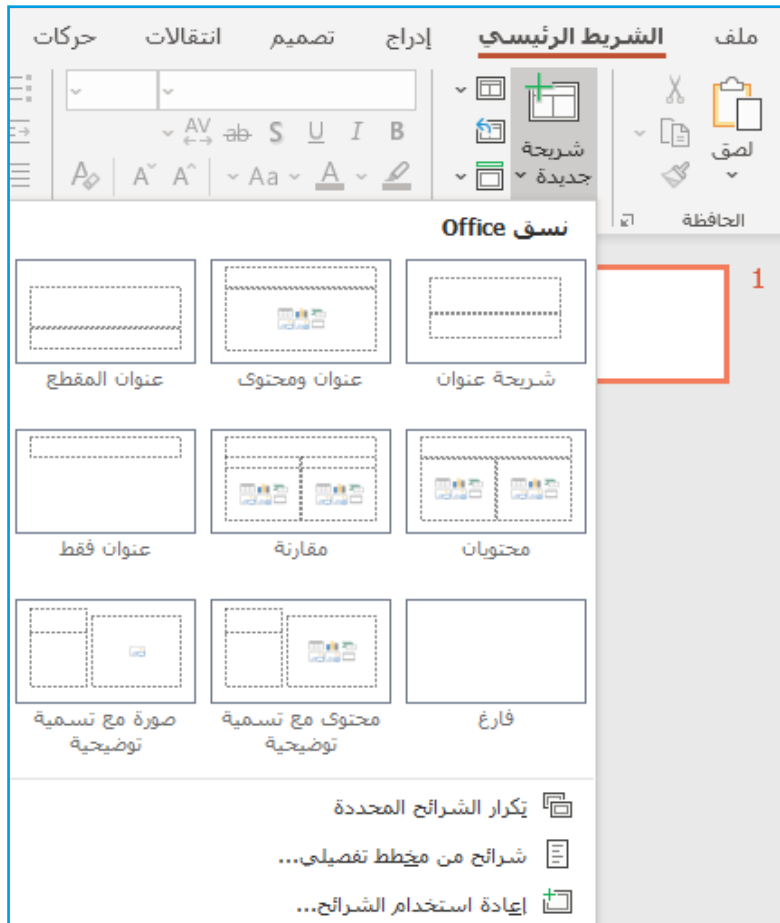 ملف الشريط الرئيسي إدراج تصميم انتقالات حركات
لصق
شريحة
جديدة
B I U S ab AV
Aa A A A A
الحافظة
نسق Office
1
شريحة عنوان
عنوان ومحتوى
عنوان المقطع
محتويان
مقارنة
عنوان فقط
فارغ
محتوى مع تسمية
توضيحية
صورة مع تسمية
توضيحية
تكرار الشرائح المحددة
شرائح من مخطط تفصيلي...
إعادة استخدام الشرائح...